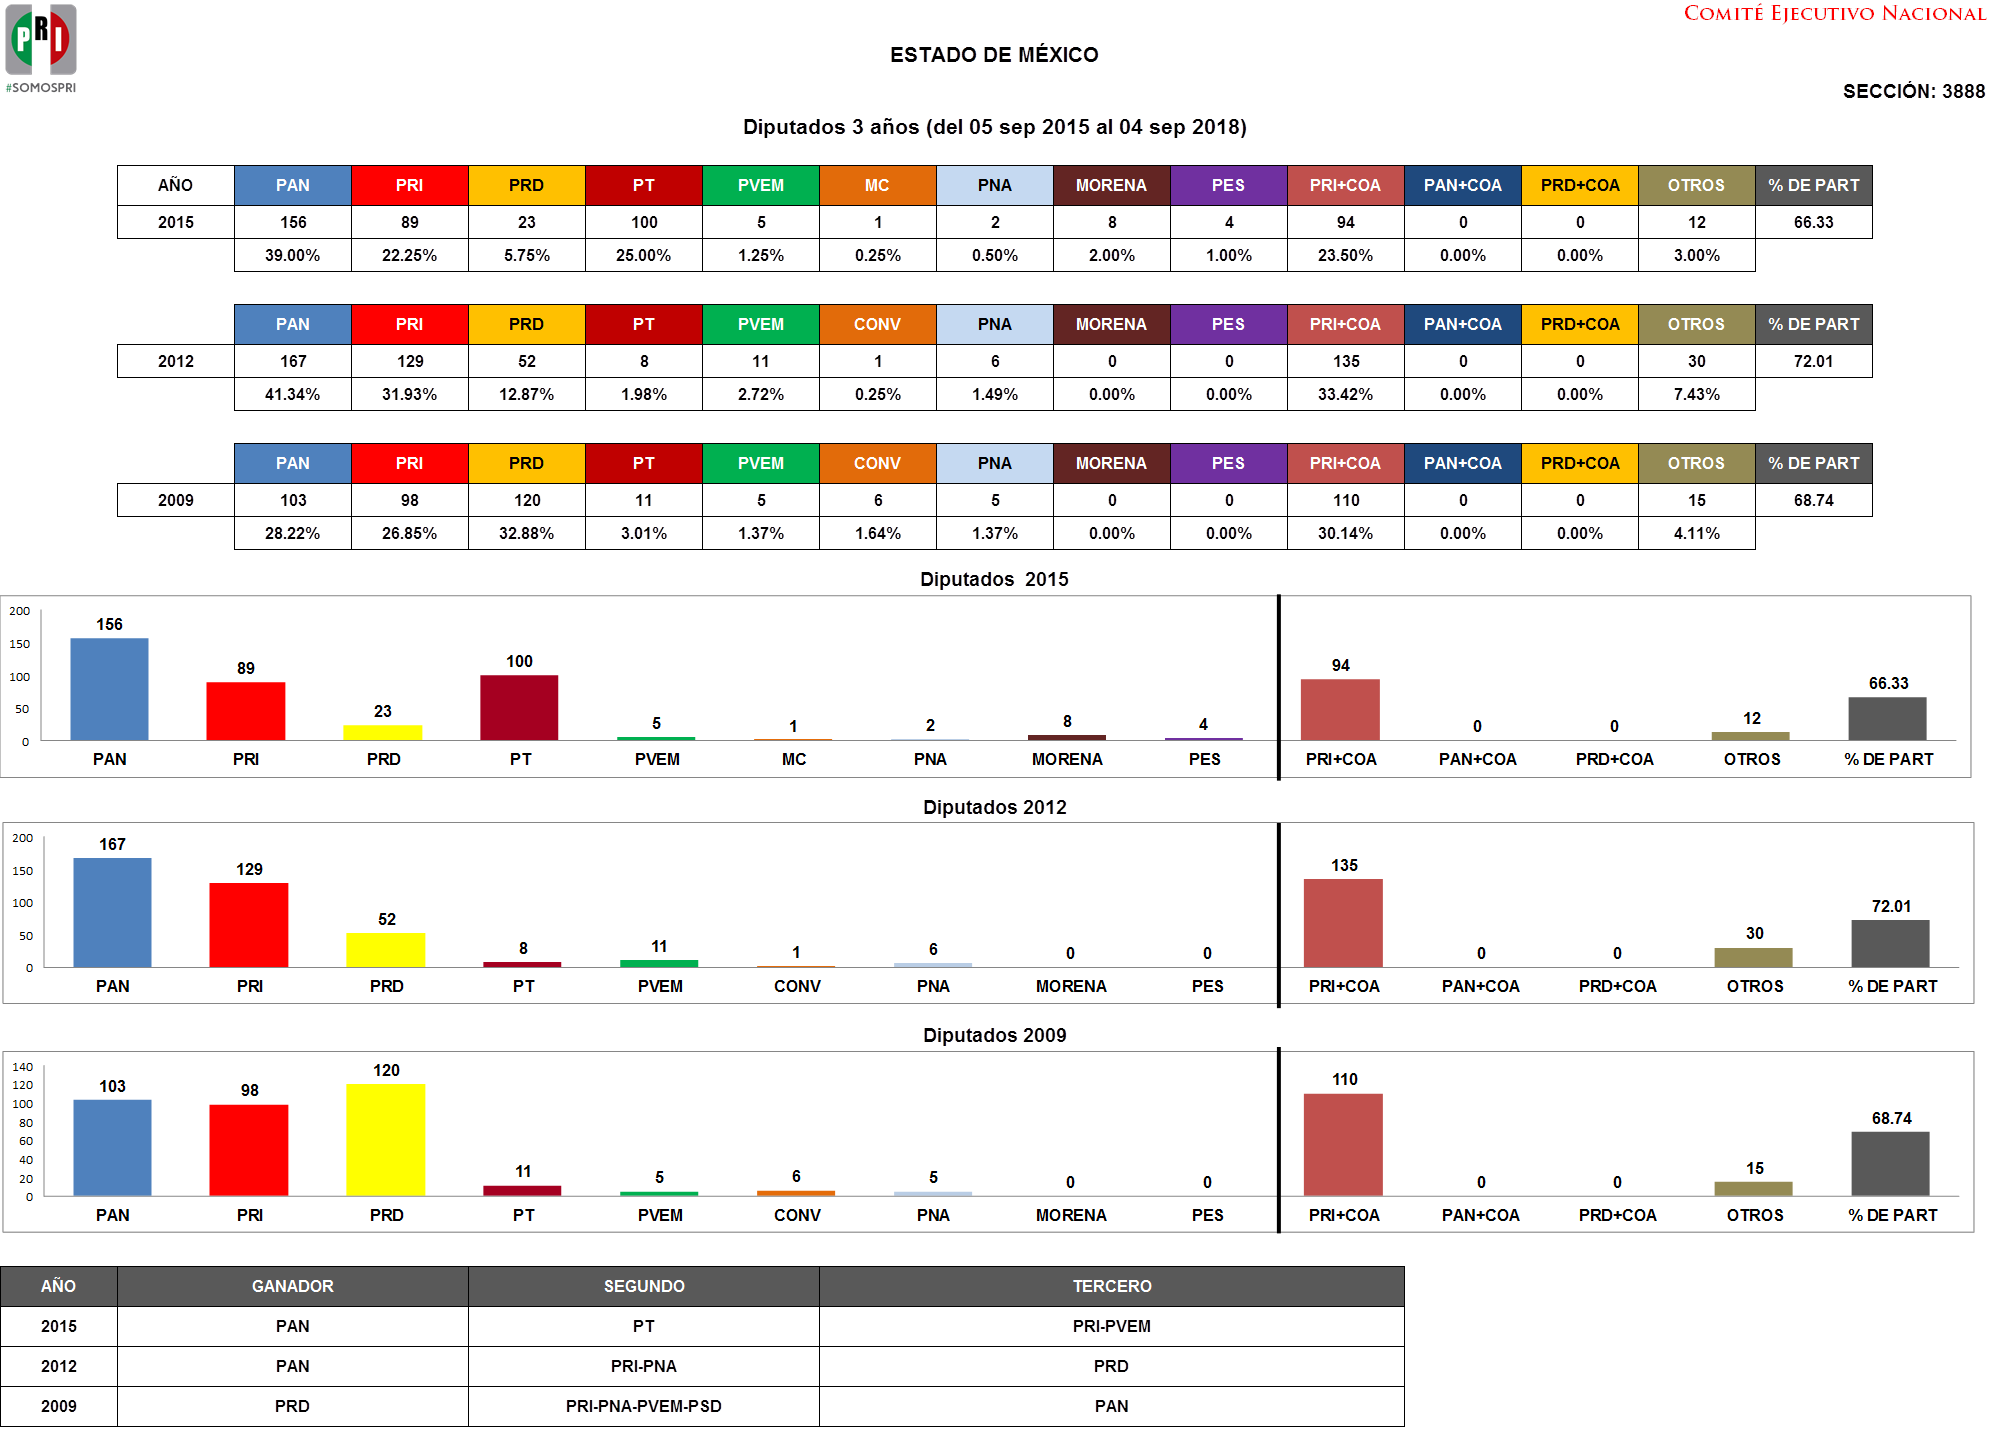 PRI
#SOMOSPRI
COMITÉ EJECUTIVO NACIONAL
ESTADO DE MÉXICO
SECCIÓN: 3888
Diputados 3 años (del 05 sep 2015 al 04 sep 2018)
AÑO PAN PRI PRD PT PVEM MC PNA MORENA PES PRI+COA PAN+COA PRD+COA OTROS % DE PART
2015 156 89 23 100 5 1 2 8 4 94 0 0 12 66.33
39.00% 22.25% 5.75% 25.00% 1.25% 0.25% 0.50% 2.00% 1.00% 23.50% 0.00% 0.00% 3.00%
PAN PRI PRD PT PVEM CONV PNA MORENA PES PRI+COA PAN+COA PRD+COA OTROS % DE PART
2012 167 129 52 8 11 1 6 0 0 135 0 0 30 72.01
41.34% 31.93% 12.87% 1.98% 2.72% 0.25% 1.49% 0.00% 0.00% 33.42% 0.00% 0.00% 7.43%
PAN PRI PRD PT PVEM CONV PNA MORENA PES PRI+COA PAN+COA PRD+COA OTROS % DE PART
2009 103 98 120 11 5 6 5 0 0 110 0 0 15 68.74
28.22% 26.85% 32.88% 3.01% 1.37% 1.64% 1.37% 0.00% 0.00% 30.14% 0.00% 0.00% 4.11%
Diputados 2015
200
150
100
50
0
156 89 23 100 5 1 2 8 4 94 0 0 12 66.33
PAN PRI PRD PT PVEM MC PNA MORENA PES PRI+COA PAN+COA PRD+COA OTROS % DE PART
Diputados 2012
200
150
100
50
0
167 129 52 8 11 1 6 0 0 135 0 0 30 72.01
PAN PRI PRD PT PVEM CONV PNA MORENA PES PRI+COA PAN+COA PRD+COA OTROS % DE PART
Diputados 2009
140
120
100
80
60
40
20
0
103 98 120 11 5 6 5 0 0 110 0 0 15 68.74
PAN PRI PRD PT PVEM CONV PNA MORENA PES PRI+COA PAN+COA PRD+COA OTROS % DE PART
AÑO GANADOR SEGUNDO TERCERO
2015 PAN PT PRI-PVEM
2012 PAN PRI-PNA PRD
2009 PRD PRI-PNA-PVEM-PSD PAN